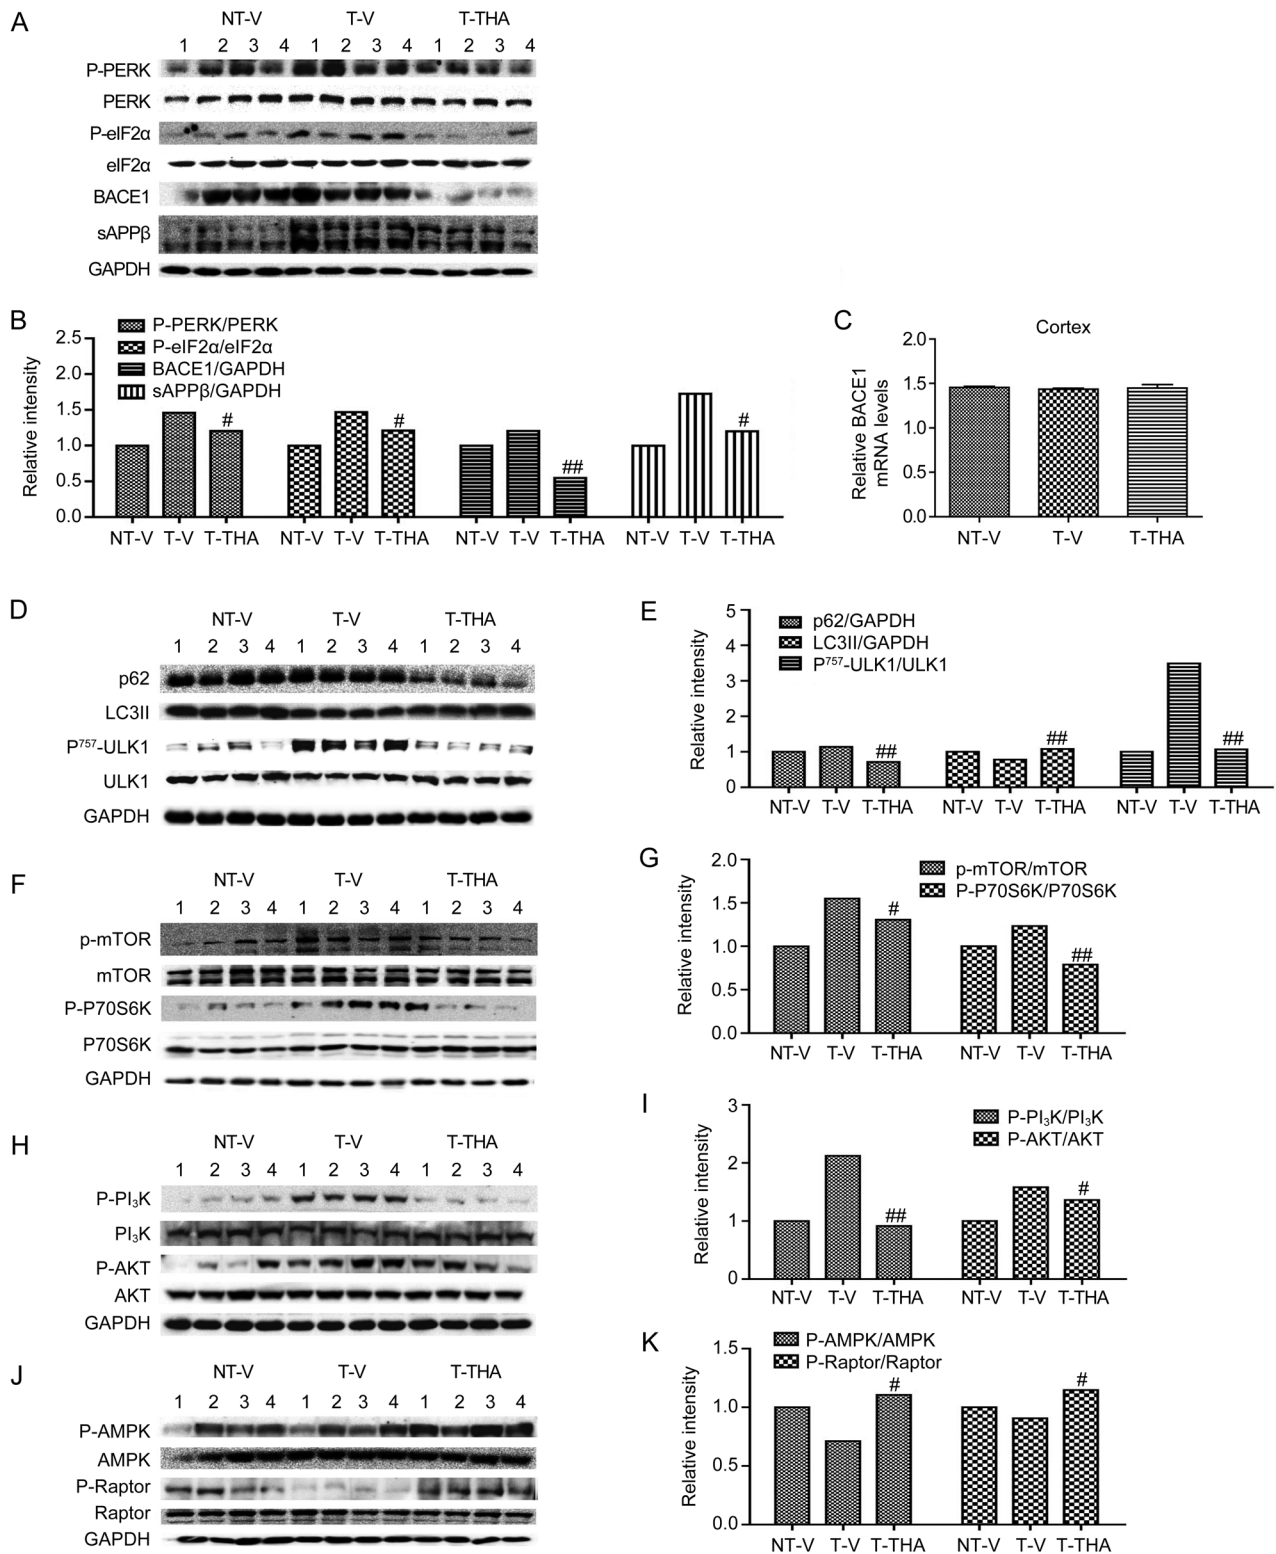 A
NT-V T-V T-THA
1 2 3 4 1 2 3 4 1 2 3 4
P-PERK
PERK
P-eIF2α
eIF2α
BACE1
sAPPβ
GAPDH
B
P-PERK/PERK
P-eIF2α/eIF2α
BACE1/GAPDH
sAPPβ/GAPDH
Relative intensity
2.5
2.0
1.5
1.0
0.5
0.0
# # ## #
NT-V T-V T-THA NT-V T-V T-THA NT-V T-V T-THA NT-V T-V T-THA
C
Cortex
Relative BACE1
mRNA levels
2.0
1.5
1.0
0.5
0.0
NT-V T-V T-THA
D
NT-V T-V T-THA
1 2 3 4 1 2 3 4 1 2 3 4
p62
LC3II
P⁷⁵⁷-ULK1
ULK1
GAPDH
E
p62/GAPDH
LC3II/GAPDH
P⁷⁵⁷-ULK1/ULK1
Relative intensity
5
4
3
2
1
0
## ## ##
NT-V T-V T-THA NT-V T-V T-THA NT-V T-V T-THA
F
NT-V T-V T-THA
1 2 3 4 1 2 3 4 1 2 3 4
p-mTOR
mTOR
P-P70S6K
P70S6K
GAPDH
G
p-mTOR/mTOR
P-P70S6K/P70S6K
Relative intensity
2.0
1.5
1.0
0.5
0.0
# ##
NT-V T-V T-THA NT-V T-V T-THA
H
NT-V T-V T-THA
1 2 3 4 1 2 3 4 1 2 3 4
P-PI₃K
PI₃K
P-AKT
AKT
GAPDH
I
P-PI₃K/PI₃K
P-AKT/AKT
Relative intensity
3
2
1
0
## #
NT-V T-V T-THA NT-V T-V T-THA
J
NT-V T-V T-THA
1 2 3 4 1 2 3 4 1 2 3 4
P-AMPK
AMPK
P-Raptor
Raptor
GAPDH
K
P-AMPK/AMPK
P-Raptor/Raptor
Relative intensity
1.5
1.0
0.5
0.0
# #
NT-V T-V T-THA NT-V T-V T-THA